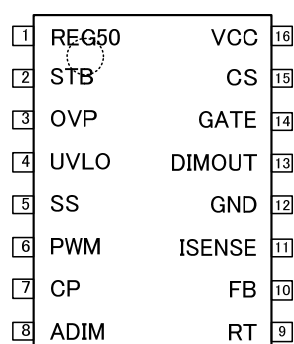 1 REG50 VCC 16
2 STB CS 15
3 OVP GATE 14
4 UVLO DIMOUT 13
5 SS GND 12
6 PWM ISENSE 11
7 CP FB 10
8 ADIM RT 9